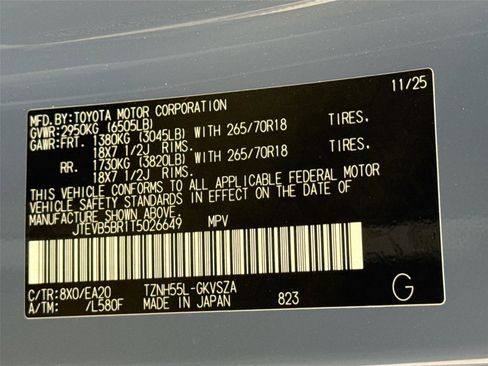 11/25
MFD.BY:TOYOTA MOTOR CORPORATION
GVWR:2950KG (6505LB)
GAWR:FRT. 1380KG (3045LB) WITH 265/70R18 TIRES,
18X7 1/2J RIMS.
RR. 1730KG (3820LB) WITH 265/70R18 TIRES,
18X7 1/2J RIMS.
THIS VEHICLE CONFORMS TO ALL APPLICABLE FEDERAL MOTOR
VEHICLE SAFETY STANDARDS IN EFFECT ON THE DATE OF
MANUFACTURE SHOWN ABOVE.
JTEVB5BR1T5026649 MPV
C/TR:8X0/EA20 TZNH55L-GKVSZA
A/TM: /L580F MADE IN JAPAN 823 G